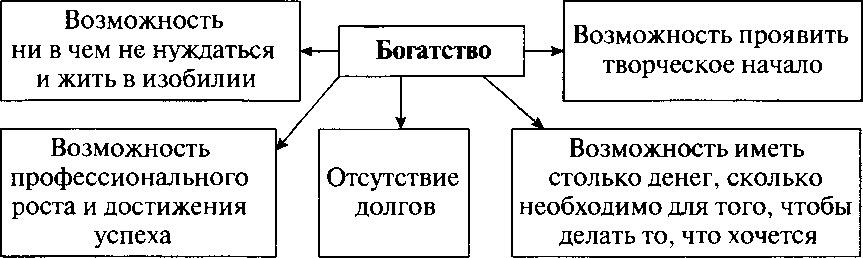 Возможность
ни в чем не нуждаться
и жить в изобилии
Богатство
Возможность проявить
творческое начало
Возможность
профессионального
роста и достижения
успеха
Отсутствие
долгов
Возможность иметь
столько денег, сколько
необходимо для того, чтобы
делать то, что хочется